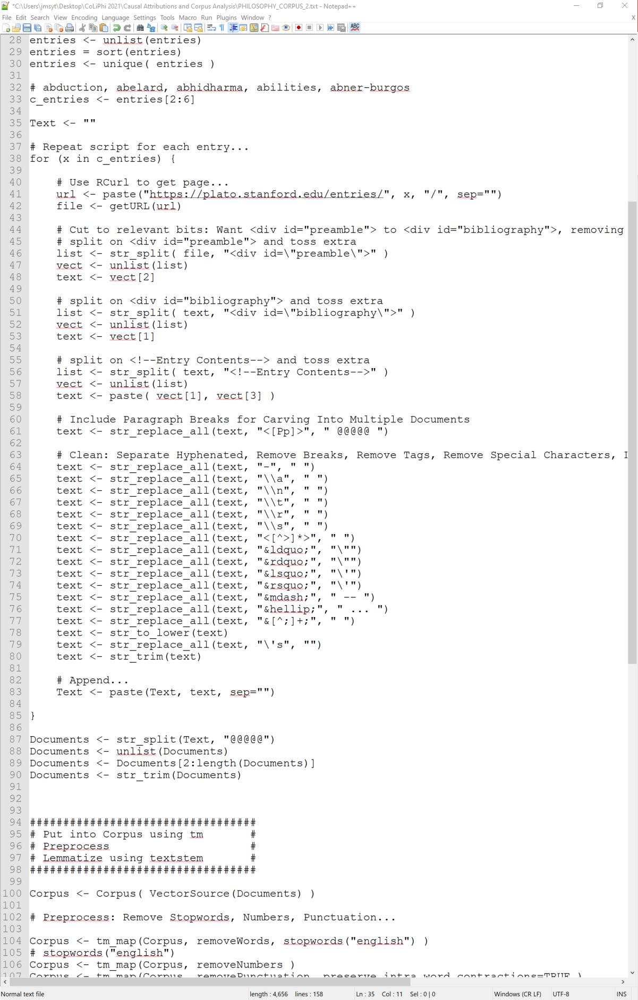 *C:\Users\jmsyt\Desktop\CoLiPhi 2021\Causal Attributions and Corpus Analysis\PHILOSOPHY_CORPUS_2.txt - Notepad++
File Edit Search View Encoding Language Settings Tools Macro Run Plugins Window ? X
ABC
28 entries <- unlist(entries)
29 entries = sort(entries)
30 entries <- unique( entries )
31
32 # abduction, abelard, abhidharma, abilities, abner-burgos
33 c_entries <- entries[2:6]
34
35 Text <- ""
36
37 # Repeat script for each entry...
38 for (x in c_entries) {
39
40     # Use RCurl to get page...
41     url <- paste("https://plato.stanford.edu/entries/", x, "/", sep="")
42     file <- getURL(url)
43
44     # Cut to relevant bits: Want <div id="preamble"> to <div id="bibliography">, removing
45     # split on <div id="preamble"> and toss extra
46     list <- str_split( file, "<div id=\"preamble\">" )
47     vect <- unlist(list)
48     text <- vect[2]
49
50     # split on <div id="bibliography"> and toss extra
51     list <- str_split( text, "<div id=\"bibliography\">" )
52     vect <- unlist(list)
53     text <- vect[1]
54
55     # split on <!--Entry Contents--> and toss extra
56     list <- str_split( text, "<!--Entry Contents-->" )
57     vect <- unlist(list)
58     text <- paste( vect[1], vect[3] )
59
60     # Include Paragraph Breaks for Carving Into Multiple Documents
61     text <- str_replace_all(text, "<[Pp]>", " @@@@@ ")
62
63     # Clean: Separate Hyphenated, Remove Breaks, Remove Tags, Remove Special Characters,
64     text <- str_replace_all(text, "-", " ")
65     text <- str_replace_all(text, "\\a", " ")
66     text <- str_replace_all(text, "\\n", " ")
67     text <- str_replace_all(text, "\\t", " ")
68     text <- str_replace_all(text, "\\r", " ")
69     text <- str_replace_all(text, "\\s", " ")
70     text <- str_replace_all(text, "<[^>]*>", " ")
71     text <- str_replace_all(text, "&ldquo;", "\"")
72     text <- str_replace_all(text, "&rdquo;", "\"")
73     text <- str_replace_all(text, "&lsquo;", "\'")
74     text <- str_replace_all(text, "&rsquo;", "\'")
75     text <- str_replace_all(text, "&mdash;", " -- ")
76     text <- str_replace_all(text, "&hellip;", " ... ")
77     text <- str_replace_all(text, "&[^;]+;", " ")
78     text <- str_to_lower(text)
79     text <- str_replace_all(text, "\'s", "")
80     text <- str_trim(text)
81
82     # Append...
83     Text <- paste(Text, text, sep="")
84
85 }
86
87 Documents <- str_split(Text, "@@@@@")
88 Documents <- unlist(Documents)
89 Documents <- Documents[2:length(Documents)]
90 Documents <- str_trim(Documents)
91
92
93
94 ##################################
95 # Put into Corpus using tm       #
96 # Preprocess                     #
97 # Lemmatize using textstem       #
98 ##################################
99
100 Corpus <- Corpus( VectorSource(Documents) )
101
102 # Preprocess: Remove Stopwords, Numbers, Punctuation...
103
104 Corpus <- tm_map(Corpus, removeWords, stopwords("english") )
105 # stopwords("english")
106 Corpus <- tm_map(Corpus, removeNumbers )
107 Corpus <- tm_map(Corpus, removePunctuation, preserve_intra_word_contractions=TRUE )
Normal text file length : 4,656 lines : 158 Ln : 35 Col : 11 Sel : 0 | 0 Windows (CR LF) UTF-8 INS